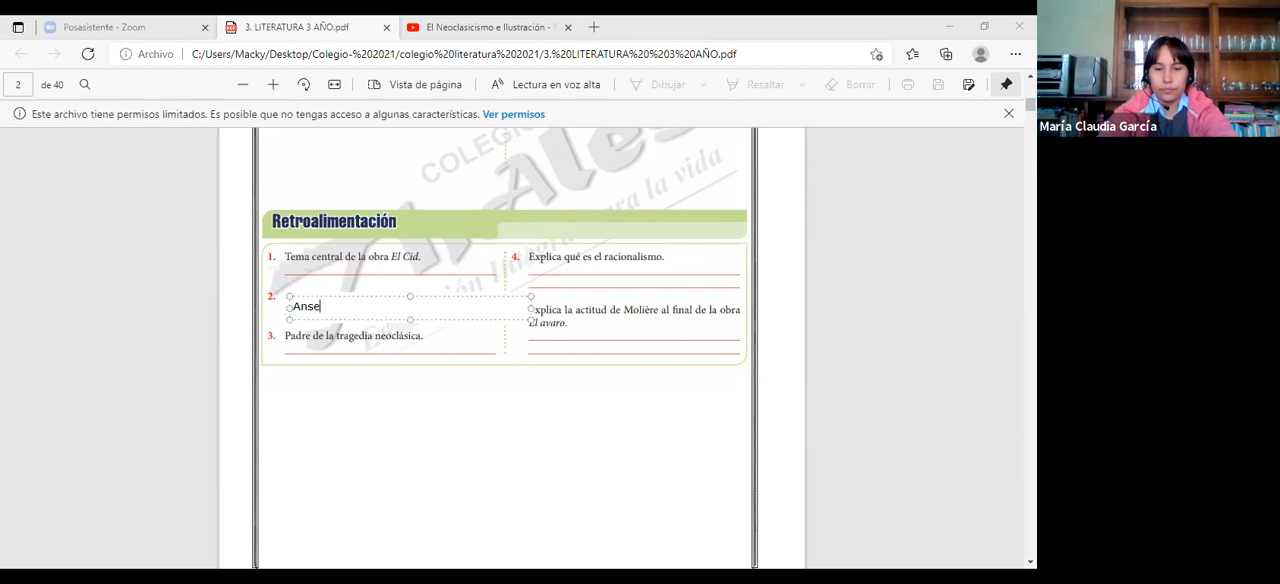 Posasistente - Zoom
3. LITERATURA 3 AÑO.pdf
El Neoclasicismo e Ilustración -
Archivo
C:/Users/Macky/Desktop/Colegio-%202021/colegio%20literatura%202021/3.%20LITERATURA%20%203%20AÑO.pdf
2 de 40
Vista de página
Lectura en voz alta
Dibujar
Resaltar
Borrar
Este archivo tiene permisos limitados. Es posible que no tengas acceso a algunas características. Ver permisos
María Claudia García
COLEGIO
la vida
Retroalimentación
1. Tema central de la obra El Cid.
2.
Anse
3. Padre de la tragedia neoclásica.
4. Explica qué es el racionalismo.
xplica la actitud de Molière al final de la obra
El avaro.